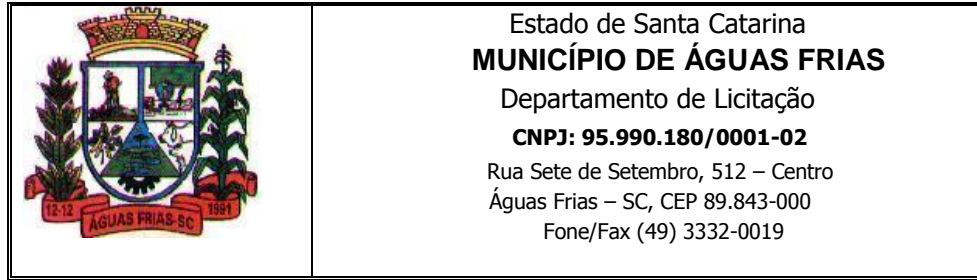 Estado de Santa Catarina
MUNICÍPIO DE ÁGUAS FRIAS
Departamento de Licitação
CNPJ: 95.990.180/0001-02
Rua Sete de Setembro, 512 – Centro
Águas Frias – SC, CEP 89.843-000
Fone/Fax (49) 3332-0019
12-12
ÁGUAS FRIAS-SC
1991